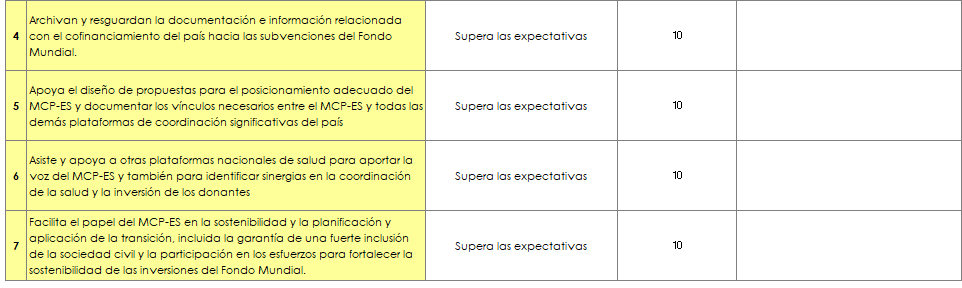 Archivan y resguardan la documentación e información relacionada
4 con el cofinanciamiento del país hacia las subvenciones del Fondo Supera las expectativas 10
Mundial.
Apoya el diseño de propuestas para el posicionamiento adecuado del
5 MCP-ES y documentar los vínculos necesarios entre el MCP-ES y todas las Supera las expectativas 10
demás plataformas de coordinación significativas del país
Asiste y apoya a otras plataformas nacionales de salud para aportar la
6 voz del MCP-ES y también para identificar sinergias en la coordinación Supera las expectativas 10
de la salud y la inversión de los donantes
Facilita el papel del MCP-ES en la sostenibilidad y la planificación y
aplicación de la transición, incluida la garantía de una fuerte inclusión
7 de la sociedad civil y la participación en los esfuerzos para fortalecer la Supera las expectativas 10
sostenibilidad de las inversiones del Fondo Mundial.